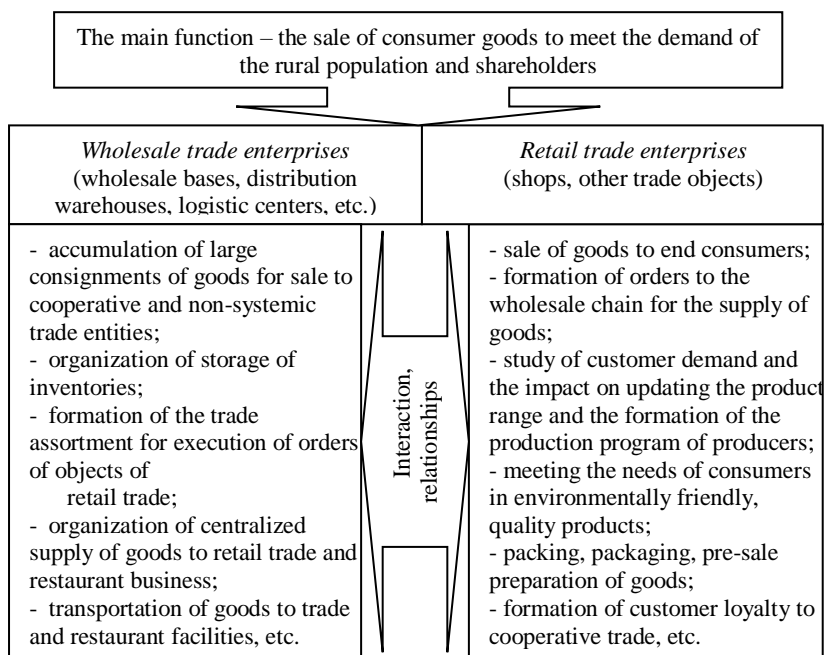 The main function – the sale of consumer goods to meet the demand of
the rural population and shareholders
Wholesale trade enterprises
(wholesale bases, distribution
warehouses, logistic centers, etc.)
Retail trade enterprises
(shops, other trade objects)
- accumulation of large
consignments of goods for sale to
cooperative and non-systemic
trade entities;
- organization of storage of
inventories;
- formation of the trade
assortment for execution of orders
of objects of
retail trade;
- organization of centralized
supply of goods to retail trade and
restaurant business;
- transportation of goods to trade
and restaurant facilities, etc.
Interaction,
relationships
- sale of goods to end consumers;
- formation of orders to the
wholesale chain for the supply of
goods;
- study of customer demand and
the impact on updating the product
range and the formation of the
production program of producers;
- meeting the needs of consumers
in environmentally friendly,
quality products;
- packing, packaging, pre-sale
preparation of goods;
- formation of customer loyalty to
cooperative trade, etc.